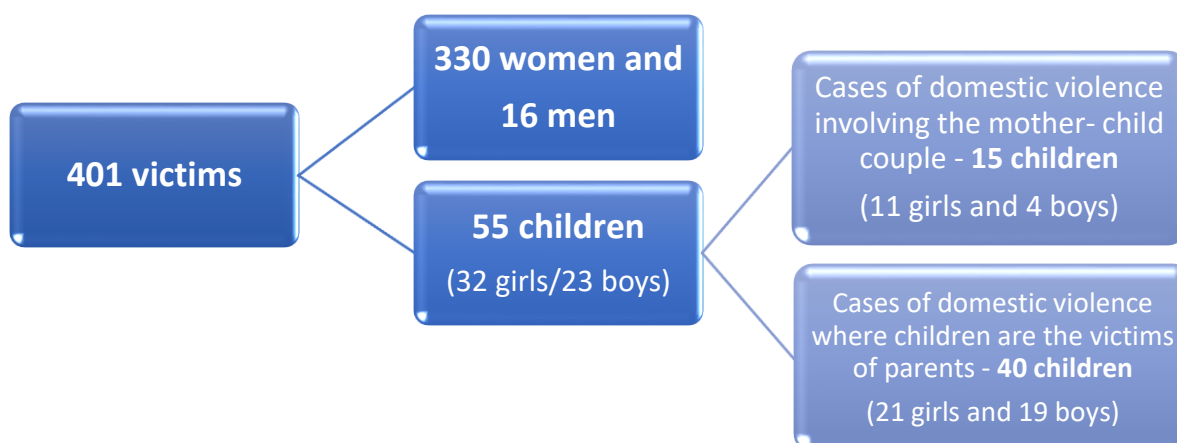 401 victims
330 women and
16 men
55 children
(32 girls/23 boys)
Cases of domestic violence
involving the mother- child
couple - 15 children
(11 girls and 4 boys)
Cases of domestic violence
where children are the victims
of parents - 40 children
(21 girls and 19 boys)